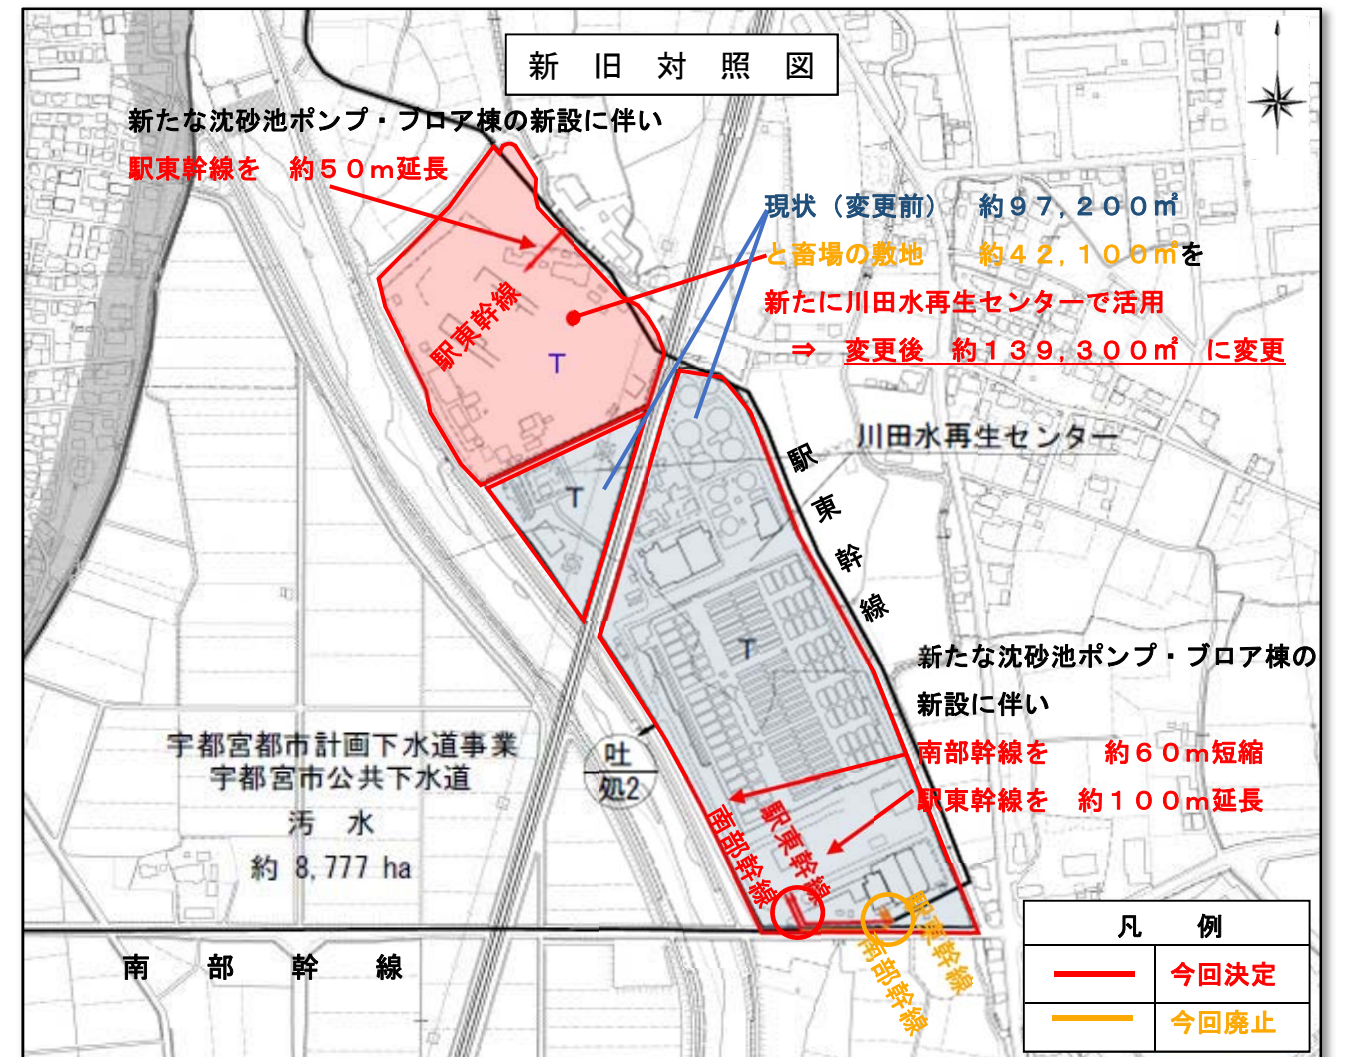 新旧対照図
新たな沈砂池ポンプ・ブロア棟の新設に伴い
駅東幹線を 約50m延長
現状（変更前） 約97,200㎡
と畜場の敷地 約42,100㎡を
新たに川田水再生センターで活用
⇒ 変更後 約139,300㎡ に変更
駅東幹線
T
川田水再生センター
駅東幹線
T
T
新たな沈砂池ポンプ・ブロア棟の
新設に伴い
南部幹線を 約60m短縮
駅東幹線を 約100m延長
宇都宮都市計画下水道事業
宇都宮市公共下水道
汚 水
約 8,777 ha
吐
処2
南部幹線
駅東幹線
駅東幹線
南部幹線
南部幹線
凡例
今回決定
今回廃止